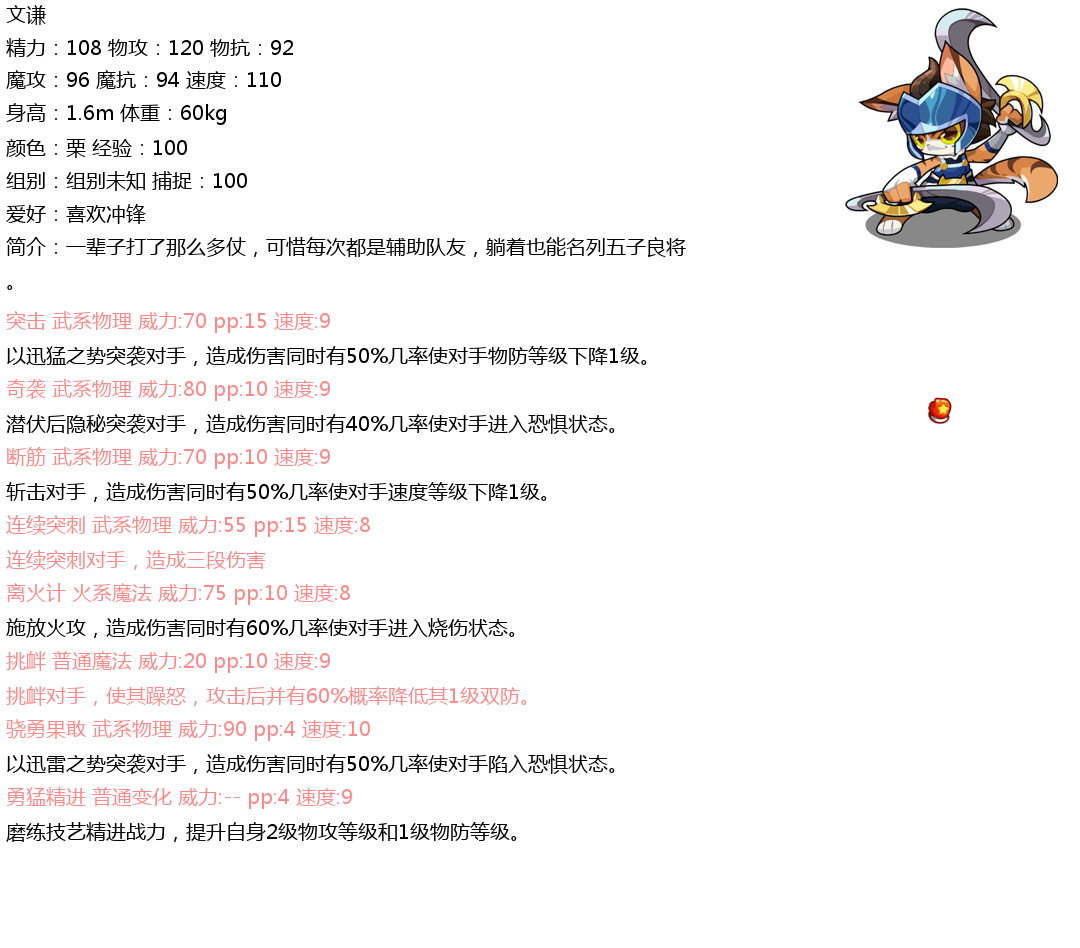 文谦
精力：108 物攻：120 物抗：92
魔攻：96 魔抗：94 速度：110
身高：1.6m 体重：60kg
颜色：栗 经验：100
组别：组别未知 捕捉：100
爱好：喜欢冲锋
简介：一辈子打了那么多仗，可惜每次都是辅助队友，躺着也能名列五子良将
。
突击 武系物理 威力:70 pp:15 速度:9
以迅猛之势突袭对手，造成伤害同时有50%几率使对手物防等级下降1级。
奇袭 武系物理 威力:80 pp:10 速度:9
潜伏后隐秘突袭对手，造成伤害同时有40%几率使对手进入恐惧状态。
断筋 武系物理 威力:70 pp:10 速度:9
斩击对手，造成伤害同时有50%几率使对手速度等级下降1级。
连续突刺 武系物理 威力:55 pp:15 速度:8
连续突刺对手，造成三段伤害
离火计 火系魔法 威力:75 pp:10 速度:8
施放火攻，造成伤害同时有60%几率使对手进入烧伤状态。
挑衅 普通魔法 威力:20 pp:10 速度:9
挑衅对手，使其躁怒，攻击后并有60%概率降低其1级双防。
骁勇果敢 武系物理 威力:90 pp:4 速度:10
以迅雷之势突袭对手，造成伤害同时有50%几率使对手陷入恐惧状态。
勇猛精进 普通变化 威力:-- pp:4 速度:9
磨练技艺精进战力，提升自身2级物攻等级和1级物防等级。